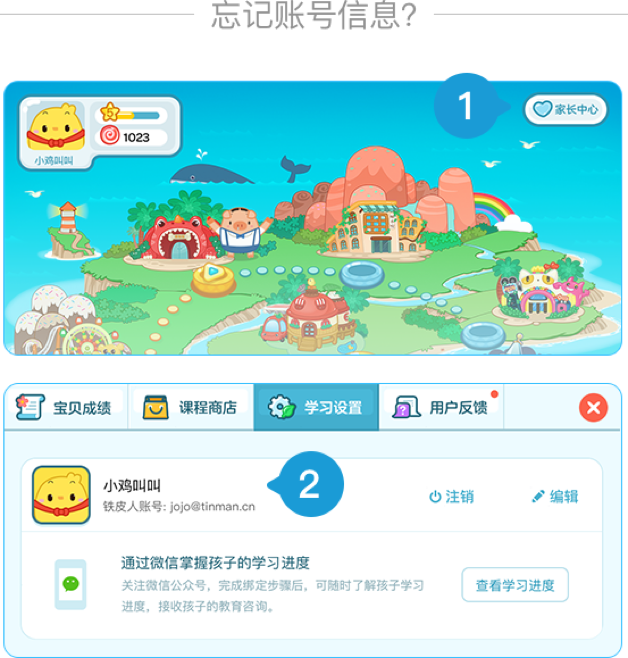 忘记账号信息?
1
家长中心
6
1023
小鸡叫叫
宝贝成绩
课程商店
学习设置
用户反馈
小鸡叫叫
铁皮人账号: jojo@tinman.cn
2
注销
编辑
通过微信掌握孩子的学习进度
关注微信公众号，完成绑定步骤后，可随时了解孩子学习
进度，接收孩子的教育咨询。
查看学习进度